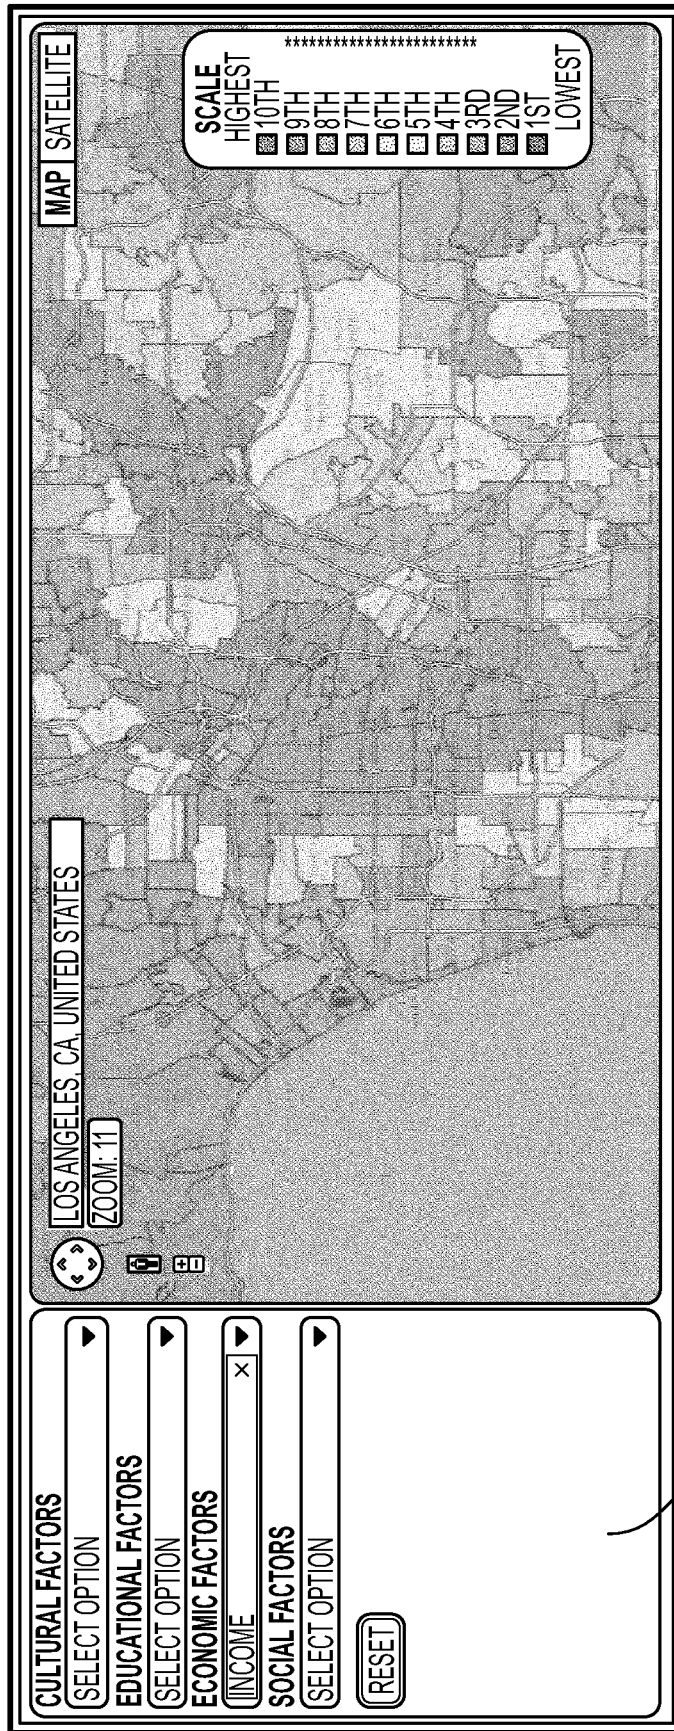 CULTURAL FACTORS
SELECT OPTION
EDUCATIONAL FACTORS
SELECT OPTION
ECONOMIC FACTORS
INCOME X
SOCIAL FACTORS
SELECT OPTION
RESET
LOS ANGELES, CA, UNITED STATES
ZOOM: 11
MAP | SATELLITE
SCALE
HIGHEST
10TH
9TH
8TH
7TH
6TH
5TH
4TH
3RD
2ND
1ST
LOWEST
************************